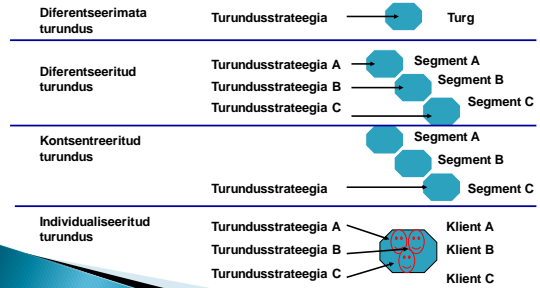 Diferentseerimata
turundus
Turundusstrateegia
Turg
Diferentseeritud
turundus
Turundusstrateegia A
Turundusstrateegia B
Turundusstrateegia C
Segment A
Segment B
Segment C
Kontsentreeritud
turundus
Turundusstrateegia
Segment A
Segment B
Segment C
Individualiseeritud
turundus
Turundusstrateegia A
Turundusstrateegia B
Turundusstrateegia C
Klient A
Klient B
Klient C